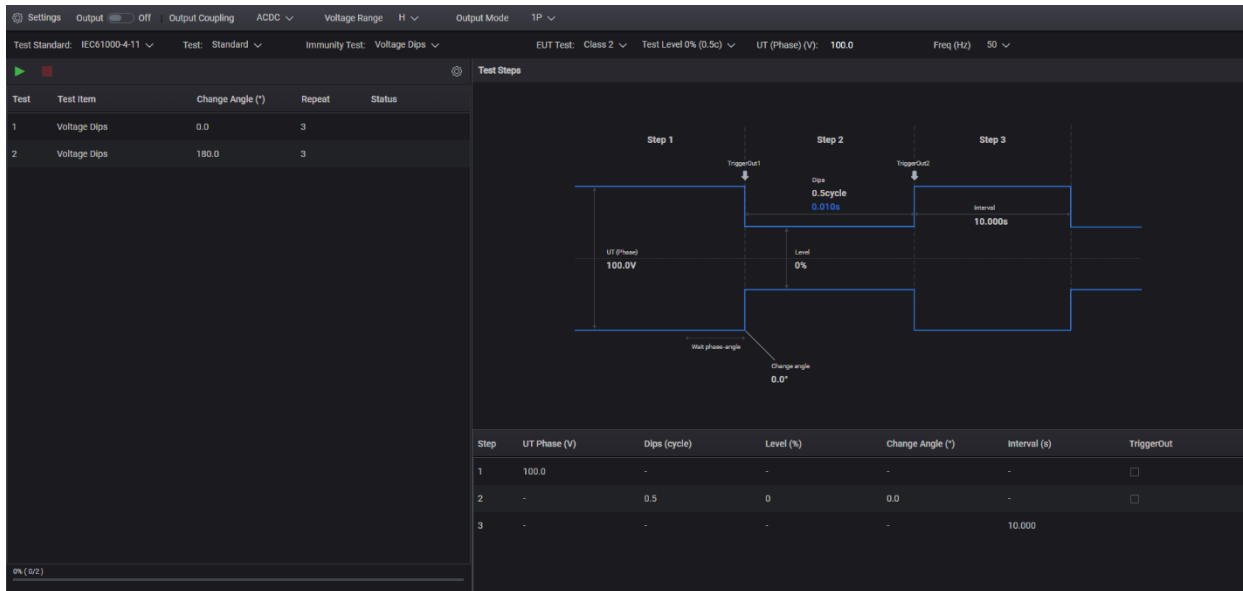 Settings Output Off Output Coupling ACDC Voltage Range H Output Mode 1P
Test Standard: IEC61000-4-11 Test: Standard Immunity Test: Voltage Dips EUT Test: Class 2 Test Level 0% (0.5c) UT (Phase) (V): 100.0 Freq (Hz) 50
Test Steps
Test Test Item Change Angle (°) Repeat Status
1 Voltage Dips 0.0 3
2 Voltage Dips 180.0 3
0% ( 0/2 )
Step 1 Step 2 Step 3
TriggerOut1 TriggerOut2
Dips
0.5cycle
0.010s
Interval
10.000s
UT (Phase)
100.0V
Level
0%
Wait phase-angle
Change angle
0.0°
Step UT Phase (V) Dips (cycle) Level (%) Change Angle (°) Interval (s) TriggerOut
1 100.0 - - - -
2 - 0.5 0 0.0 -
3 - - - - 10.000